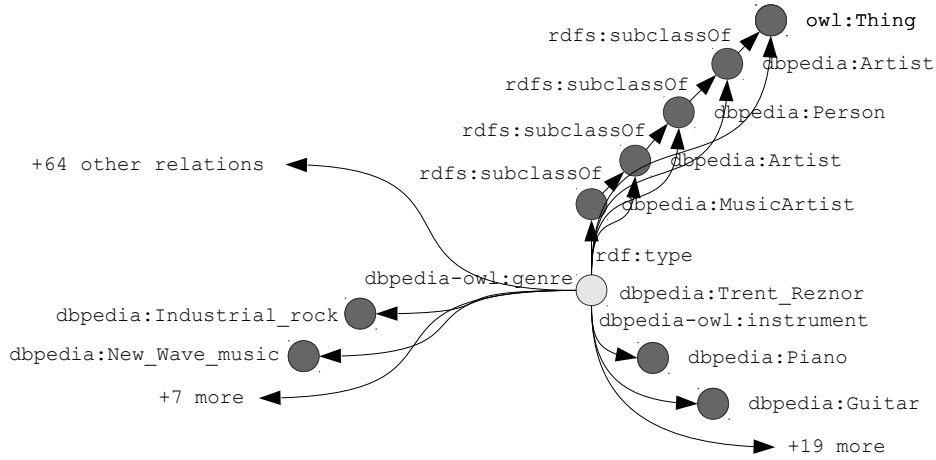 owl:Thing
rdfs:subclassOf
dbpedia:Artist
rdfs:subclassOf
dbpedia:Person
rdfs:subclassOf
dbpedia:Artist
+64 other relations
rdfs:subclassOf
dbpedia:MusicArtist
rdf:type
dbpedia-owl:genre
dbpedia:Trent_Reznor
dbpedia:Industrial_rock
dbpedia-owl:instrument
dbpedia:New_Wave_music
dbpedia:Piano
+7 more
dbpedia:Guitar
+19 more